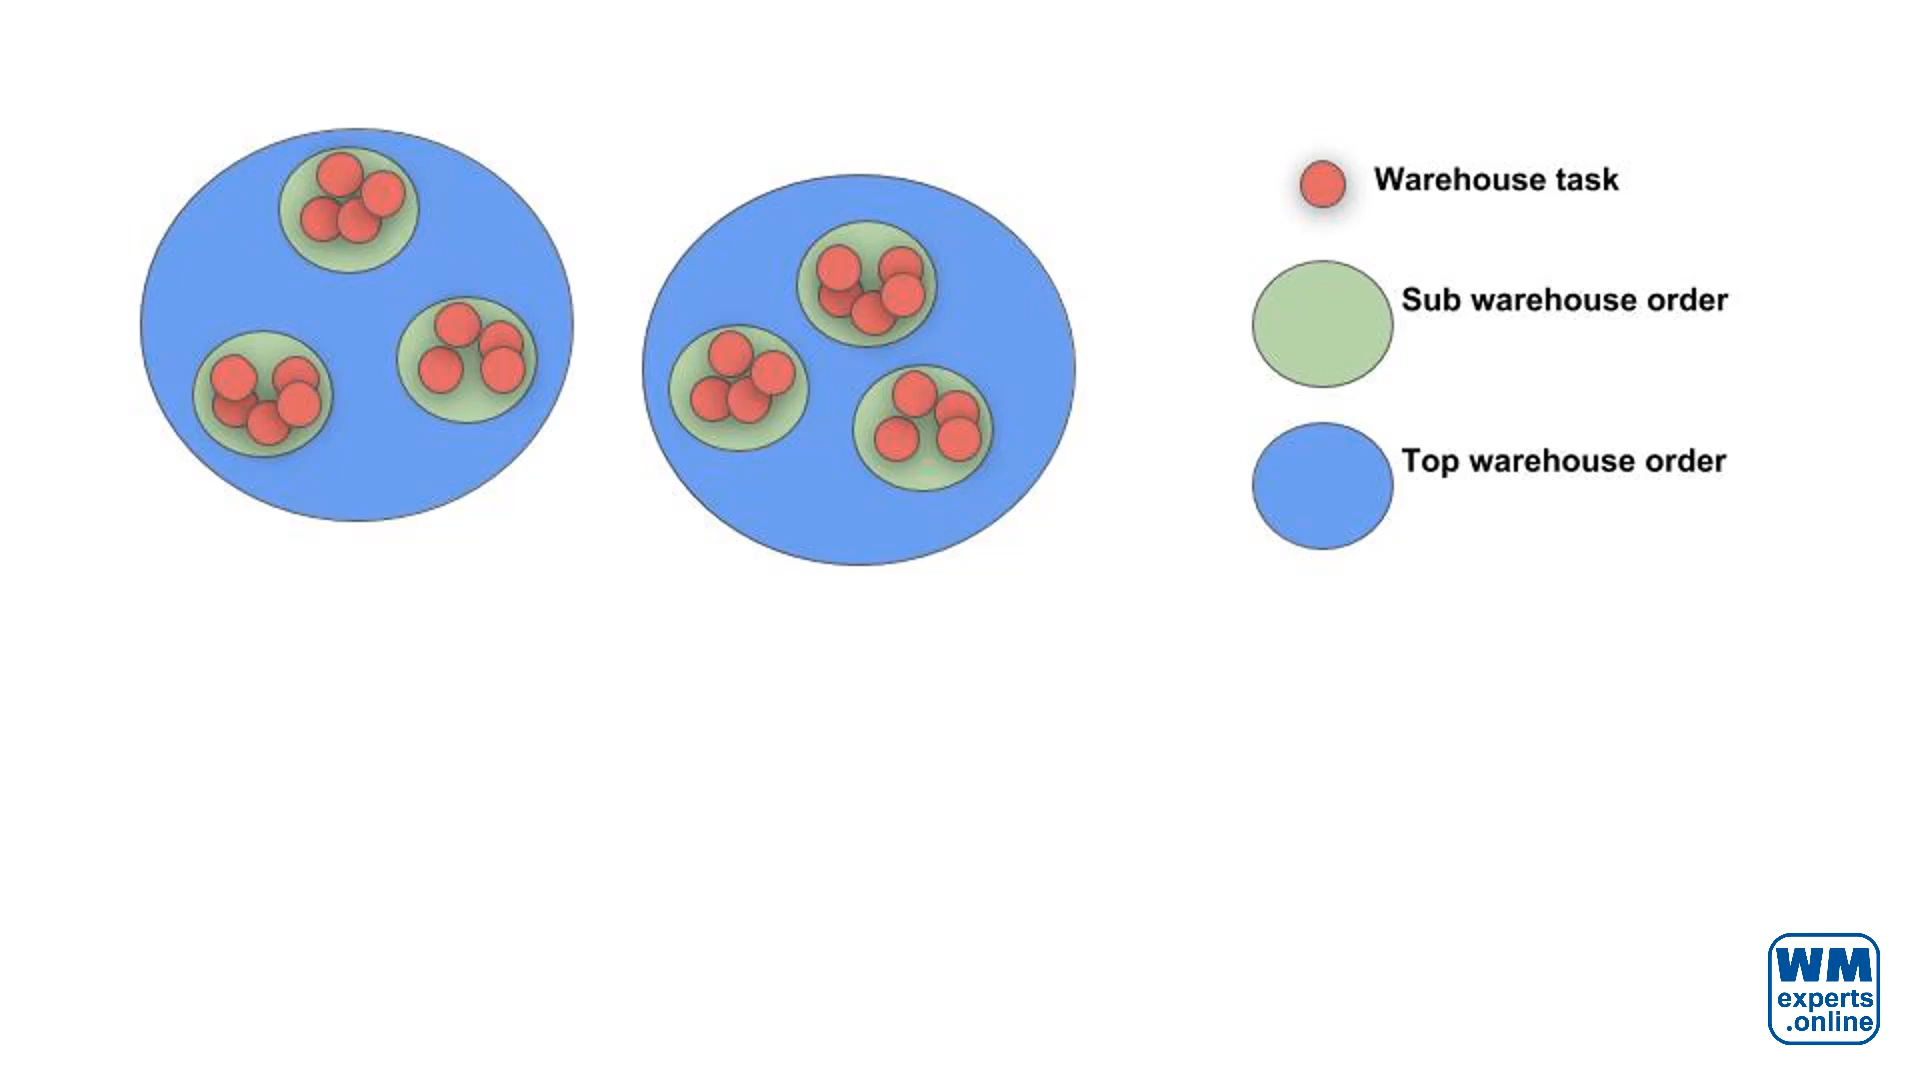 Warehouse task
Sub warehouse order
Top warehouse order
WM
experts
.online